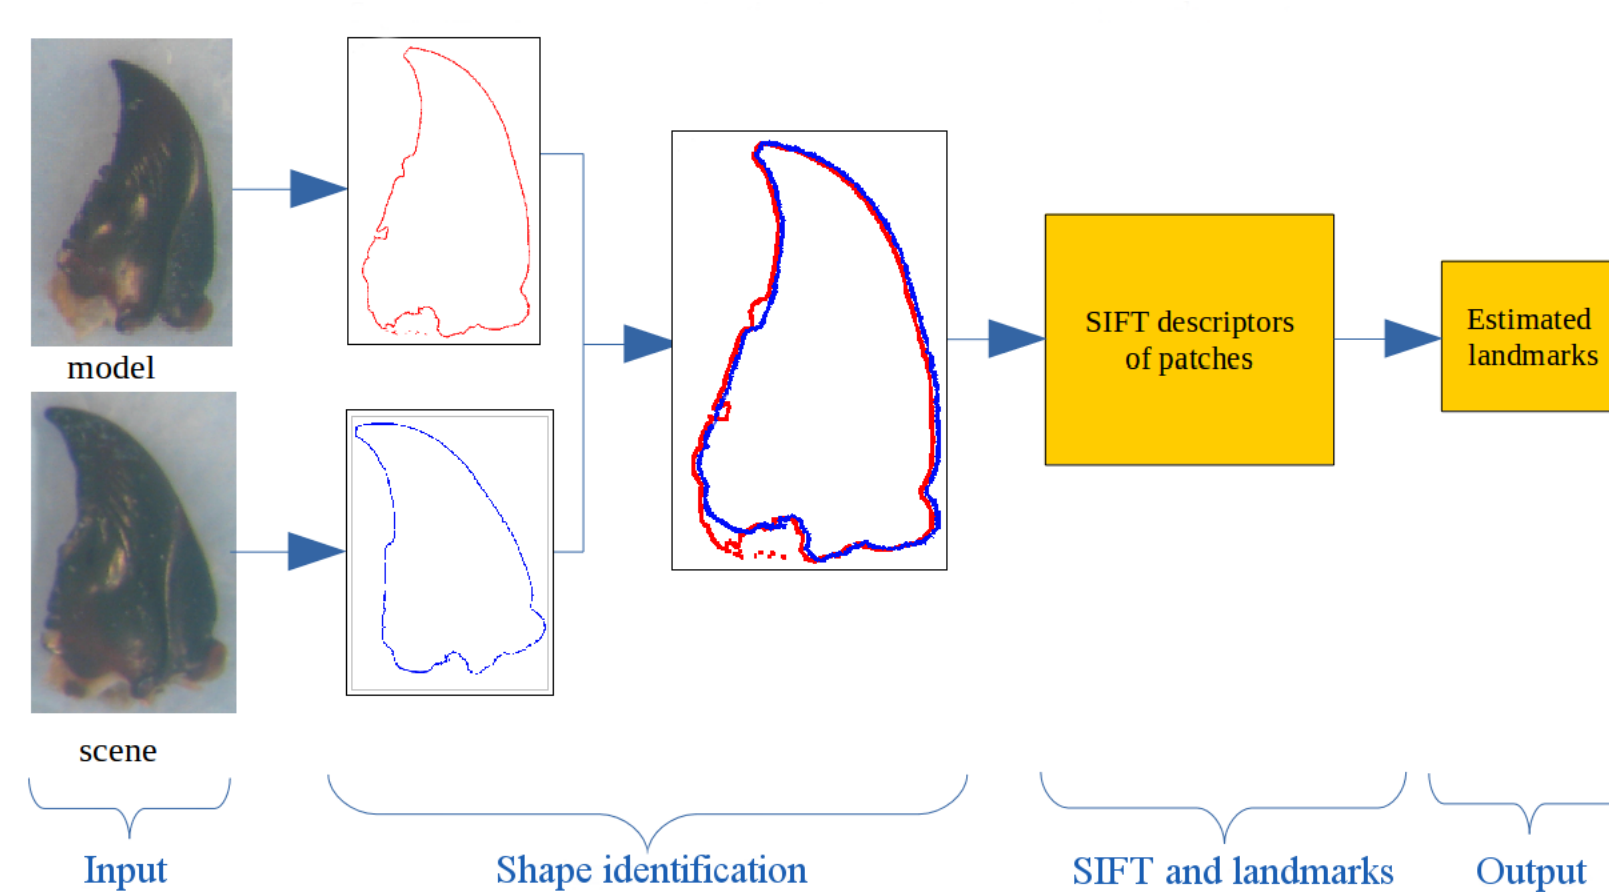 model
scene
SIFT descriptors
of patches
Estimated
landmarks
Input
Shape identification
SIFT and landmarks
Output